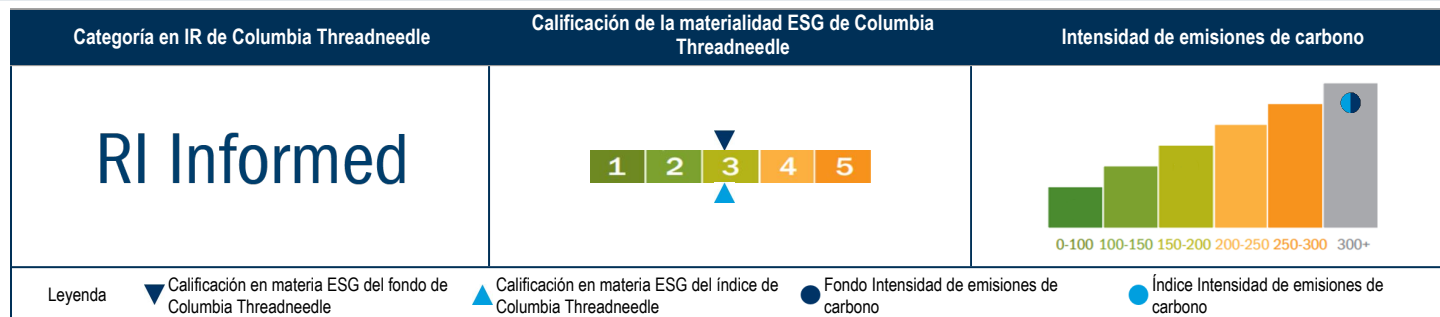 Categoría en IR de Columbia Threadneedle
Calificación de la materialidad ESG de Columbia
Threadneedle
Intensidad de emisiones de carbono
RI Informed
1 2 3 4 5
0-100 100-150 150-200 200-250 250-300 300+
Leyenda
Calificación en materia ESG del fondo de
Columbia Threadneedle
Calificación en materia ESG del índice de
Columbia Threadneedle
Fondo Intensidad de emisiones de
carbono
Índice Intensidad de emisiones de
carbono